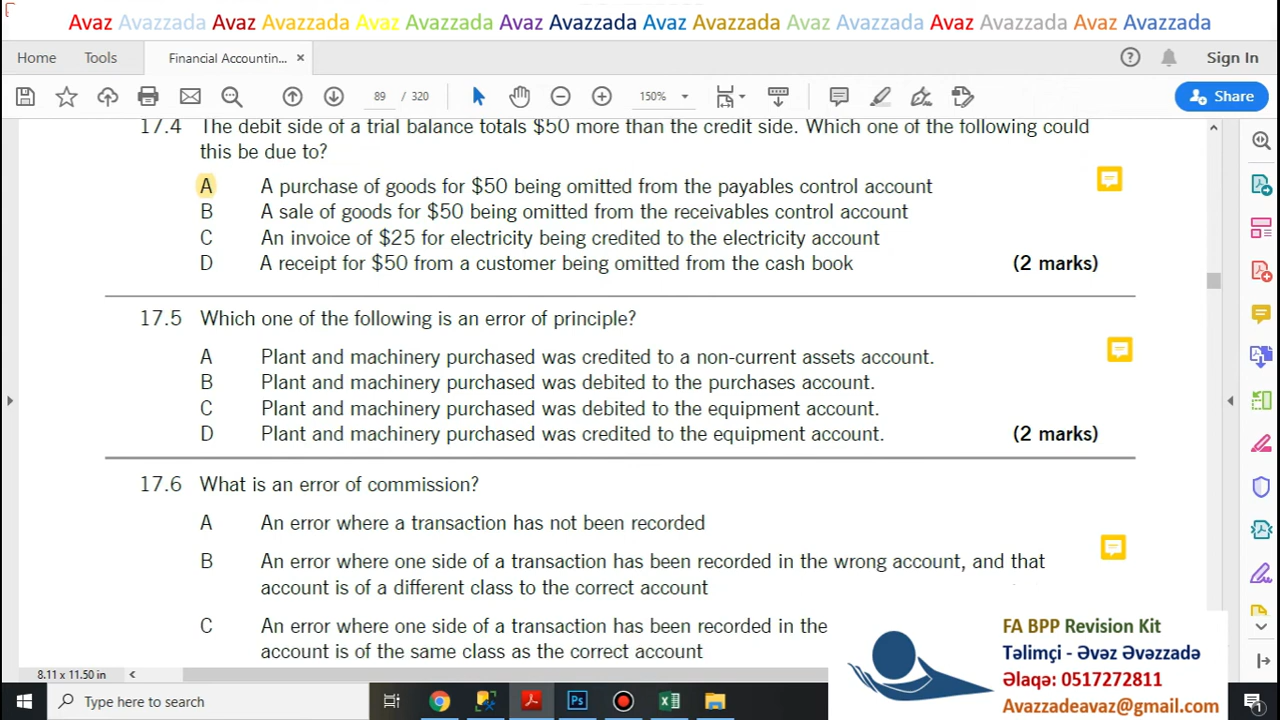 Avaz Avazzada Avaz Avazzada Avaz Avazzada Avaz Avazzada Avaz Avazzada Avaz Avazzada Avaz Avazzada Avaz Avazzada
Home Tools Financial Accountin... × ? Sign In
89 / 320 150% Share
17.4 The debit side of a trial balance totals $50 more than the credit side. Which one of the following could
this be due to?
A A purchase of goods for $50 being omitted from the payables control account
B A sale of goods for $50 being omitted from the receivables control account
C An invoice of $25 for electricity being credited to the electricity account
D A receipt for $50 from a customer being omitted from the cash book (2 marks)
17.5 Which one of the following is an error of principle?
A Plant and machinery purchased was credited to a non-current assets account.
B Plant and machinery purchased was debited to the purchases account.
C Plant and machinery purchased was debited to the equipment account.
D Plant and machinery purchased was credited to the equipment account. (2 marks)
17.6 What is an error of commission?
A An error where a transaction has not been recorded
B An error where one side of a transaction has been recorded in the wrong account, and that
account is of a different class to the correct account
C An error where one side of a transaction has been recorded in the
account is of the same class as the correct account
8.11 x 11.50 in
FA BPP Revision Kit
Təlimçi - Əvəz Əvəzzadə
Əlaqə: 0517272811
Avazzadeavaz@gmail.com
Type here to search